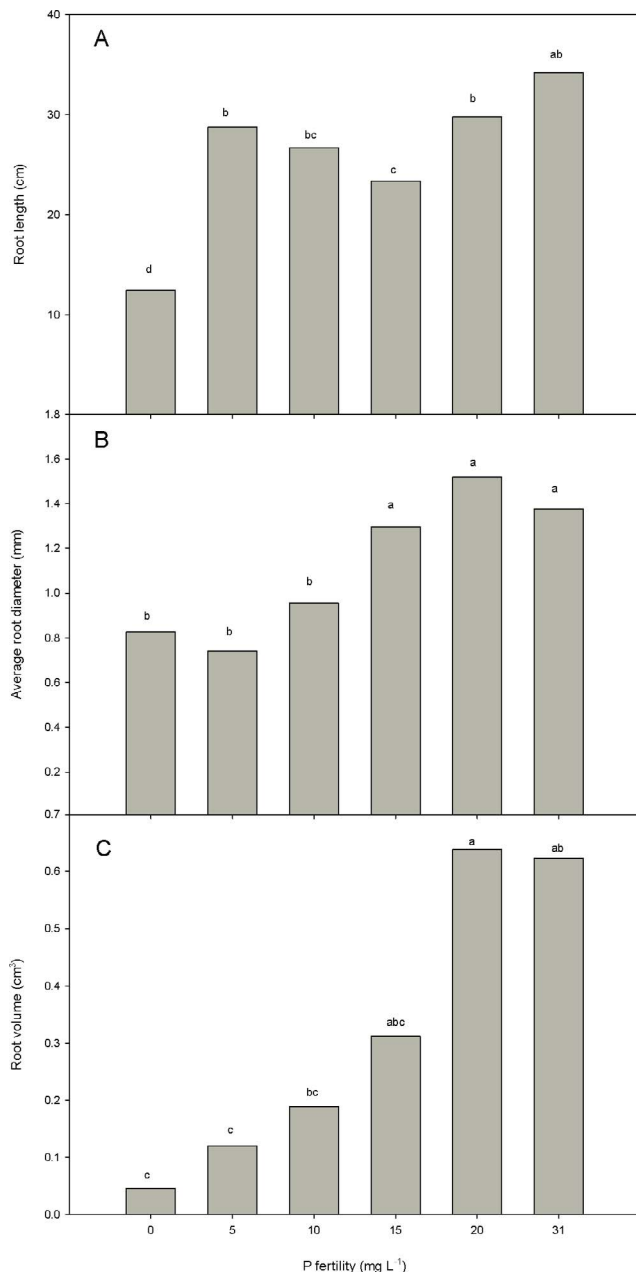 40
A
ab
b
b
30
bc
c
20
d
10
Root length (cm)
1.8
B
1.6
a
a
1.4
a
1.2
1.0
b
0.8
b
b
0.6
0.4
0.2
Average root diameter (mm)
0.7
C
a
ab
0.6
0.5
0.4
abc
0.3
bc
0.2
c
0.1
c
0.0
Root volume (cm³)
0 5 10 15 20 31
P fertility (mg L⁻¹)